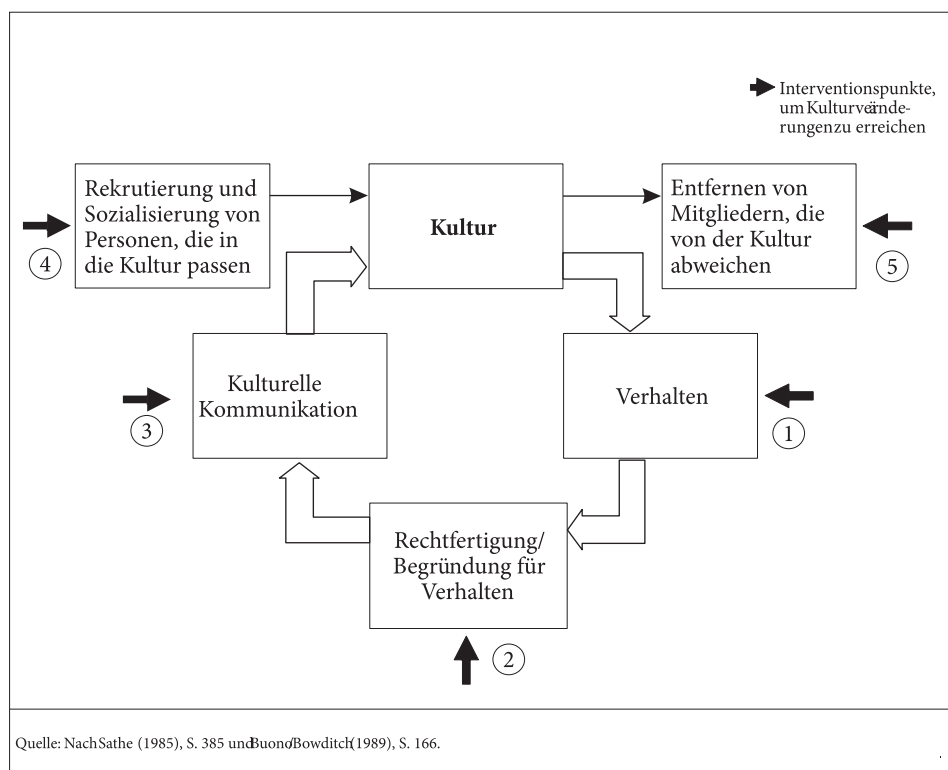 Interventionspunkte,
um Kulturverände-
rungen zu erreichen
Rekrutierung und
Sozialisierung von
Personen, die in
die Kultur passen
Kultur
Entfernen von
Mitgliedern, die
von der Kultur
abweichen
4
5
Kulturelle
Kommunikation
Verhalten
3
1
Rechtfertigung/
Begründung für
Verhalten
2
Quelle: Nach Sathe (1985), S. 385 und Buono/Bowditch (1989), S. 166.